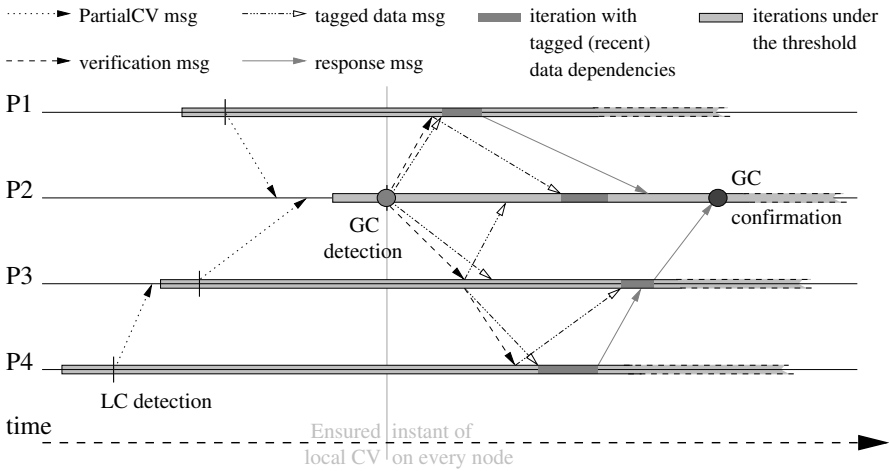 PartialCV msg
tagged data msg
iteration with
tagged (recent)
data dependencies
iterations under
the threshold
verification msg
response msg
P1
P2
GC
detection
GC
confirmation
P3
P4
LC detection
time
Ensured instant of
local CV on every node